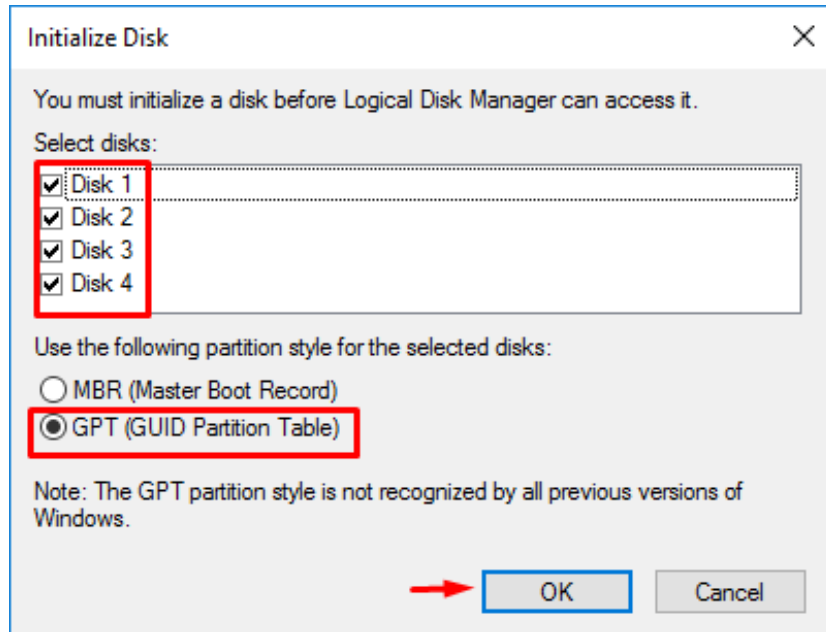 Initialize Disk
You must initialize a disk before Logical Disk Manager can access it.
Select disks:
Disk 1
Disk 2
Disk 3
Disk 4
Use the following partition style for the selected disks:
MBR (Master Boot Record)
GPT (GUID Partition Table)
Note: The GPT partition style is not recognized by all previous versions of
Windows.
OK Cancel